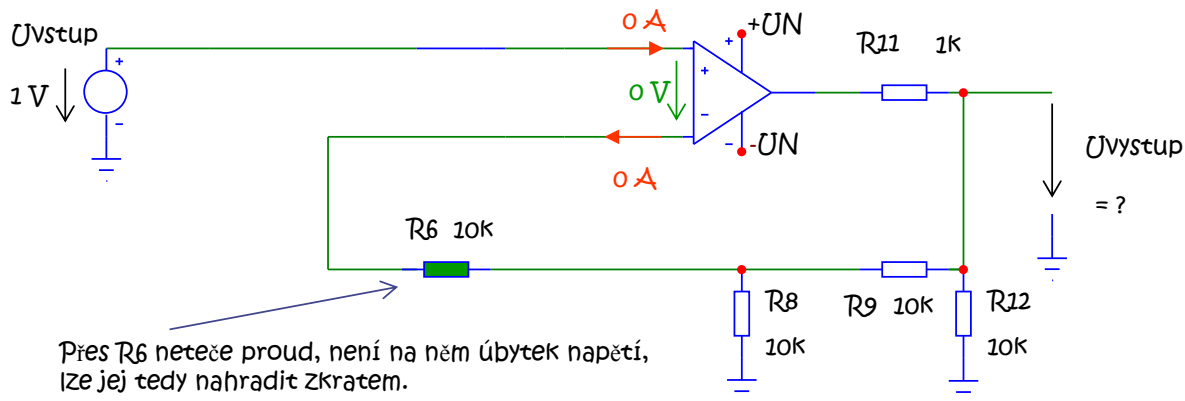 Uvstup
1 V
+
−
0 A
0 V
0 A
+
+
−
−
+UN
-UN
R11 1k
Uvystup
= ?
R6 10k
R8
10k
R9 10k
R12
10k
Přes R6 neteče proud, není na něm úbytek napětí,
lze jej tedy nahradit zkratem.